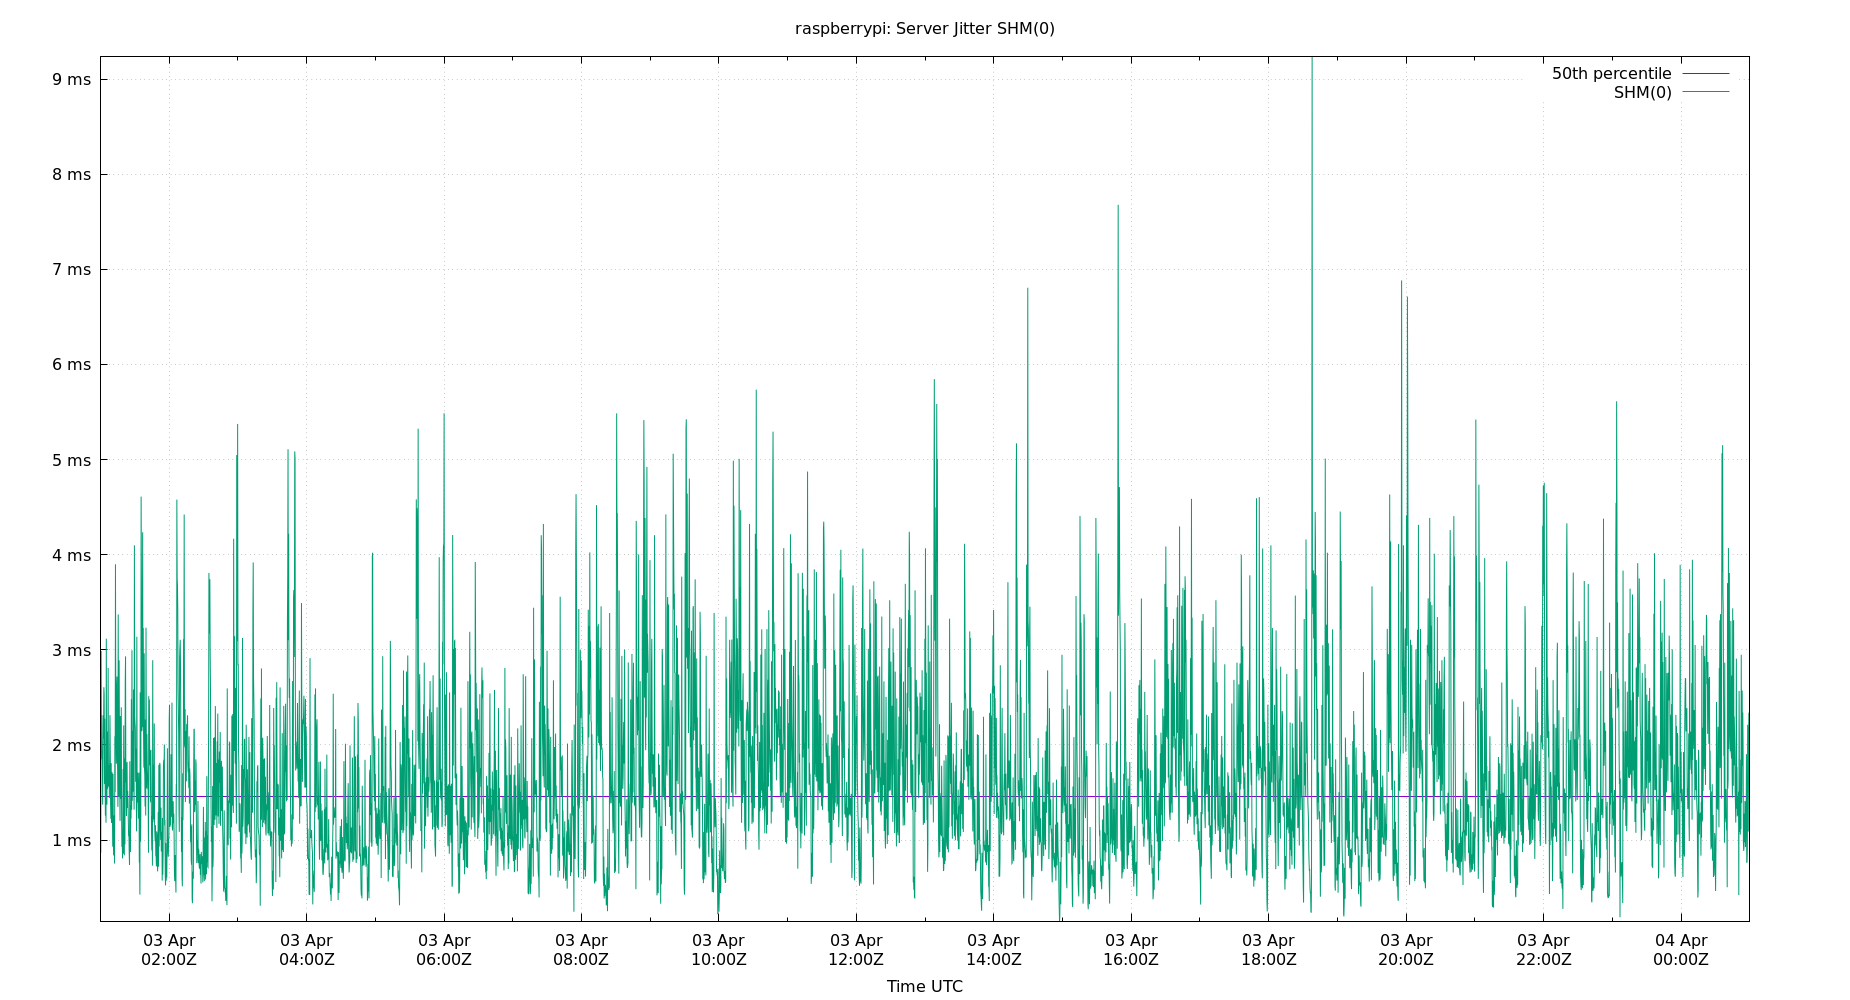 raspberrypi: Server Jitter SHM(0)
50th percentile
SHM(0)
9 ms
8 ms
7 ms
6 ms
5 ms
4 ms
3 ms
2 ms
1 ms
03 Apr 03 Apr 03 Apr 03 Apr 03 Apr 03 Apr 03 Apr 03 Apr 03 Apr 03 Apr 03 Apr 04 Apr
02:00Z 04:00Z 06:00Z 08:00Z 10:00Z 12:00Z 14:00Z 16:00Z 18:00Z 20:00Z 22:00Z 00:00Z
Time UTC